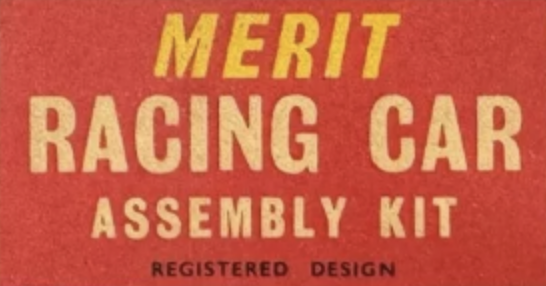 MERIT
RACING CAR
ASSEMBLY KIT
REGISTERED DESIGN